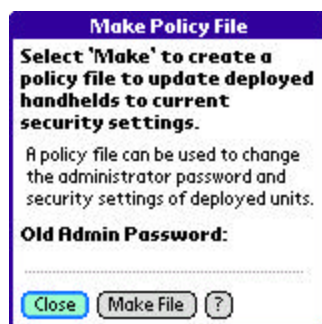 Make Policy File
Select 'Make' to create a
policy file to update deployed
handhelds to current
security settings.
A policy file can be used to change
the administrator password and
security settings of deployed units.
Old Admin Password:
Close Make File ?